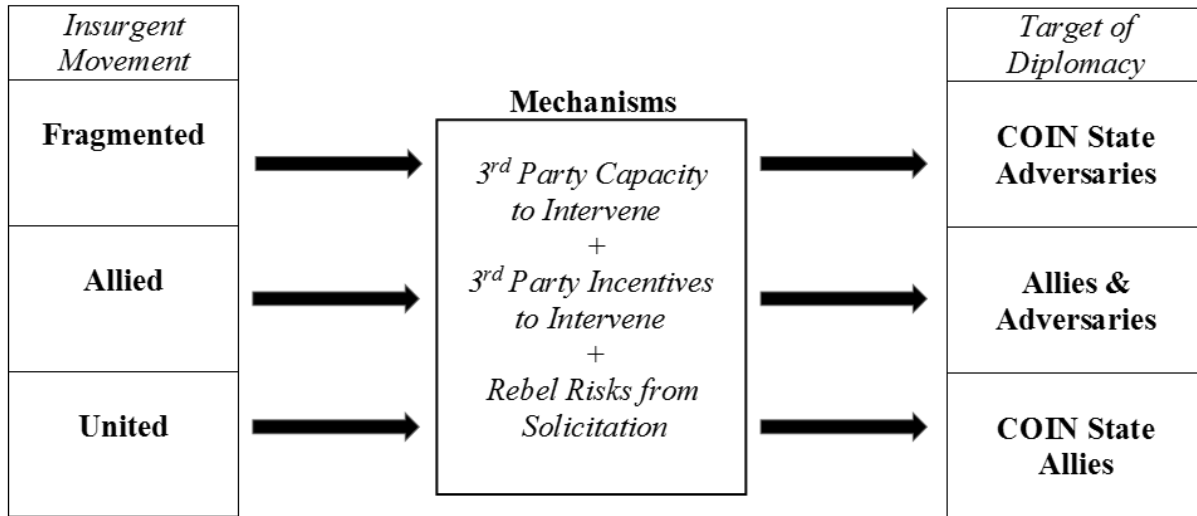 Insurgent
Movement
Fragmented
Allied
United
Mechanisms
3rd Party Capacity
to Intervene
+
3rd Party Incentives
to Intervene
+
Rebel Risks from
Solicitation
Target of
Diplomacy
COIN State
Adversaries
Allies &
Adversaries
COIN State
Allies